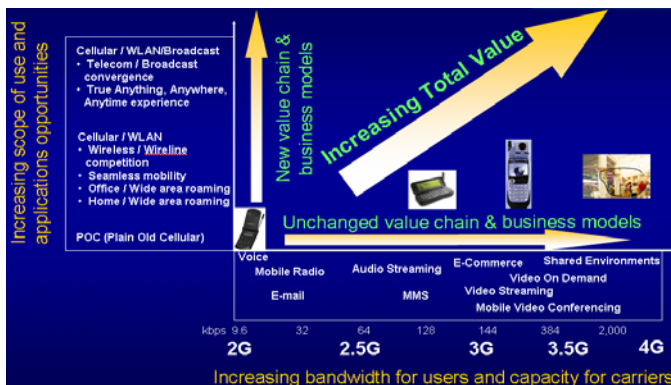 Increasing scope of use and
applications opportunities
Cellular / WLAN/Broadcast
• Telecom / Broadcast
convergence
• True Anything, Anywhere,
Anytime experience
Cellular / WLAN
• Wireless / Wireline
competition
• Seamless mobility
• Office / Wide area roaming
• Home / Wide area roaming
POC (Plain Old Cellular)
New value chain &
business models
Increasing Total Value
Unchanged value chain & business models
Voice
Mobile Radio
E-mail
Audio Streaming
MMS
E-Commerce
Shared Environments
Video On Demand
Video Streaming
Mobile Video Conferencing
kbps 9.6 32 64 128 144 384 2,000
2G 2.5G 3G 3.5G 4G
Increasing bandwidth for users and capacity for carriers